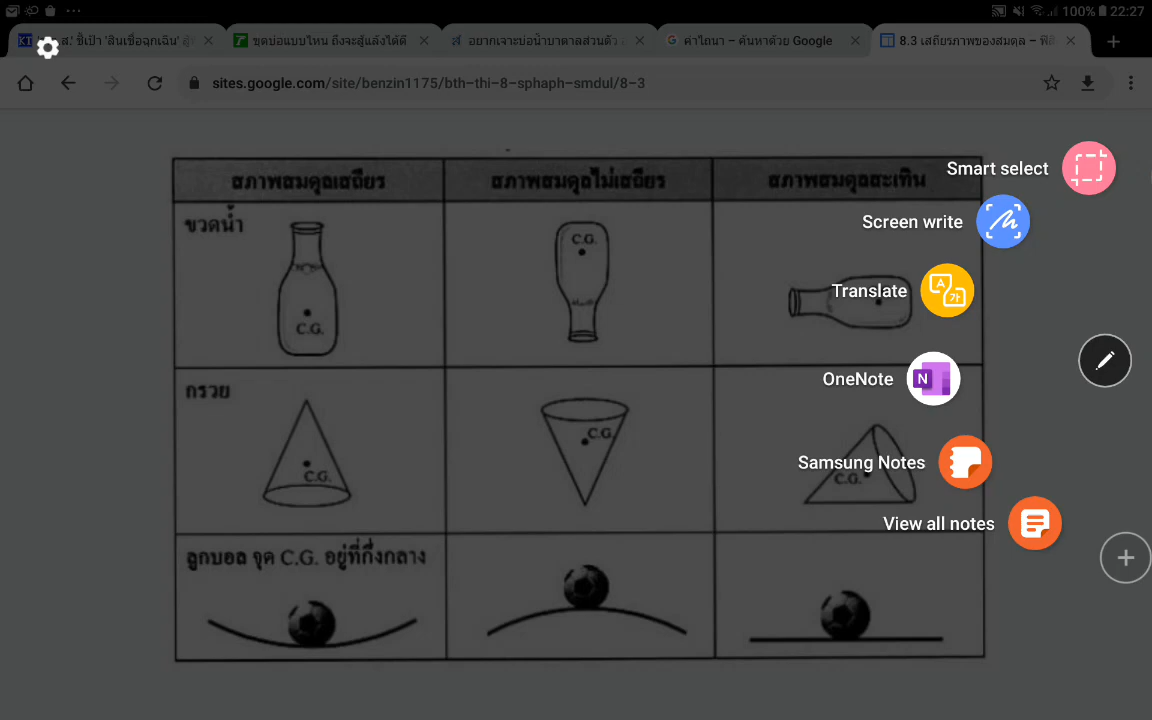 100% 22:27
KT ส.' ชี้เป้า 'สินเชื่อฉุกเฉิน'
ขุดบ่อแบบไหน ถึงจะสู้แล้งได้ดี
อยากเจาะบ่อน้ำบาดาลส่วนตัว
ค่าไถนา – ค้นหาด้วย Google
8.3 เสถียรภาพของสมดุล –
sites.google.com/site/benzin1175/bth-thi-8-sphaph-smdul/8-3
สภาพสมดุลเสถียร สภาพสมดุลไม่เสถียร สภาพสมดุลสะเทิน
Smart select
ขวดน้ำ
C.G.
C.G.
Screen write
Translate
กรวย
C.G.
C.G.
C.G.
OneNote
Samsung Notes
View all notes
ลูกบอล จุด C.G. อยู่ที่กึ่งกลาง